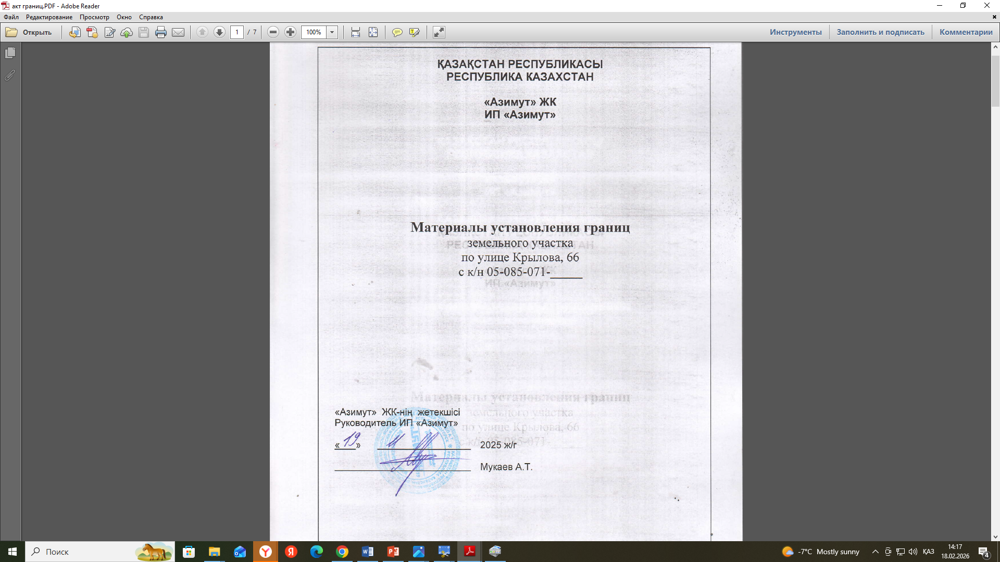 акт границ.PDF - Adobe Reader
Файл Редактирование Просмотр Окно Справка
Открыть 1 / 7 100% Инструменты Заполнить и подписать Комментарии
ҚАЗАҚСТАН РЕСПУБЛИКАСЫ
РЕСПУБЛИКА КАЗАХСТАН
«Азимут» ЖК
ИП «Азимут»
Материалы установления границ
земельного участка
по улице Крылова, 66
с к/н 05-085-071-_____
«Азимут» ЖК-нің жетекшісі
Руководитель ИП «Азимут»
«19» 11 2025 ж/г
Мукаев А.Т.
Поиск
-7°C Mostly sunny
ҚАЗ
14:17
18.02.2026
4